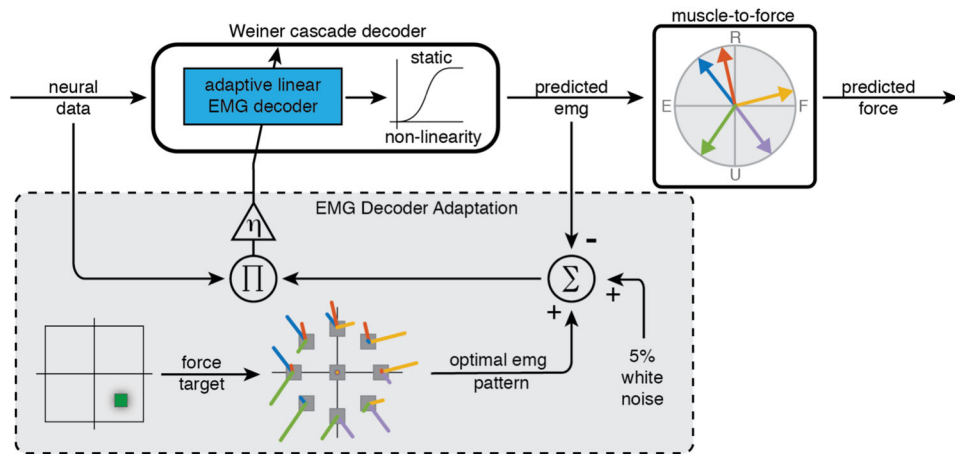 Weiner cascade decoder
muscle-to-force
neural
data
adaptive linear
EMG decoder
static
non-linearity
predicted
emg
R
E
F
U
predicted
force
EMG Decoder Adaptation
η
∏
Σ
-
+
+
force
target
optimal emg
pattern
5%
white
noise